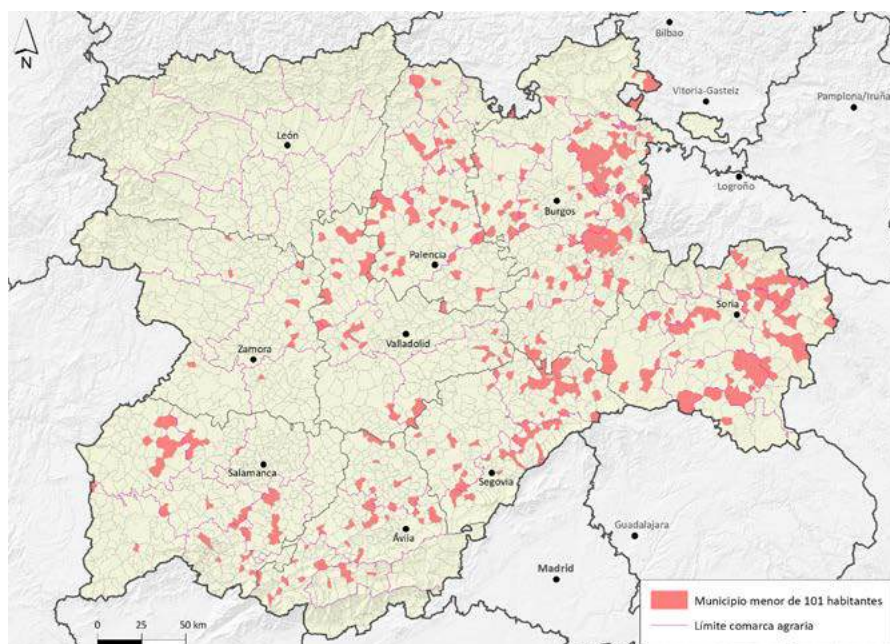 N
Bilbao
Vitoria-Gasteiz
Pamplona/Iruña
León
Logroño
Burgos
Palencia
Soria
Valladolid
Zamora
Salamanca
Segovia
Ávila
Guadalajara
Madrid
Municipio menor de 101 habitantes
Límite comarca agraria
0 25 50 km